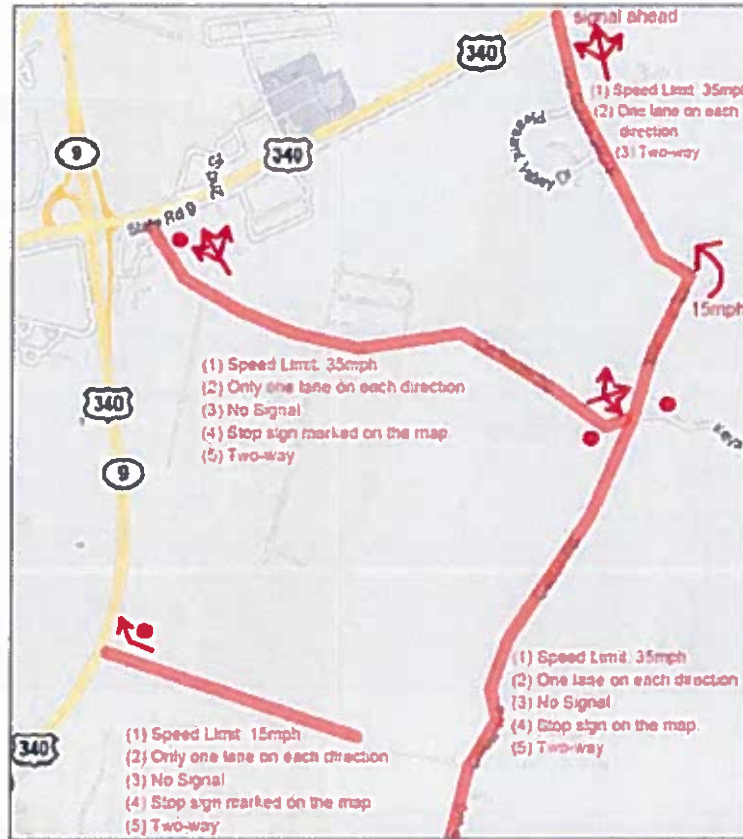 signal ahead
340
(1) Speed Limit: 35mph
(2) One lane on each
direction
(3) Two-way
9
340
State Rd 9
15mph
(1) Speed Limit: 35mph
(2) Only one lane on each direction
(3) No Signal
(4) Stop sign marked on the map
(5) Two-way
340
Keys
9
(1) Speed Limit: 35mph
(2) One lane on each direction
(3) No Signal
(4) Stop sign on the map.
(5) Two-way
340
(1) Speed Limit: 15mph
(2) Only one lane on each direction
(3) No Signal
(4) Stop sign marked on the map
(5) Two-way